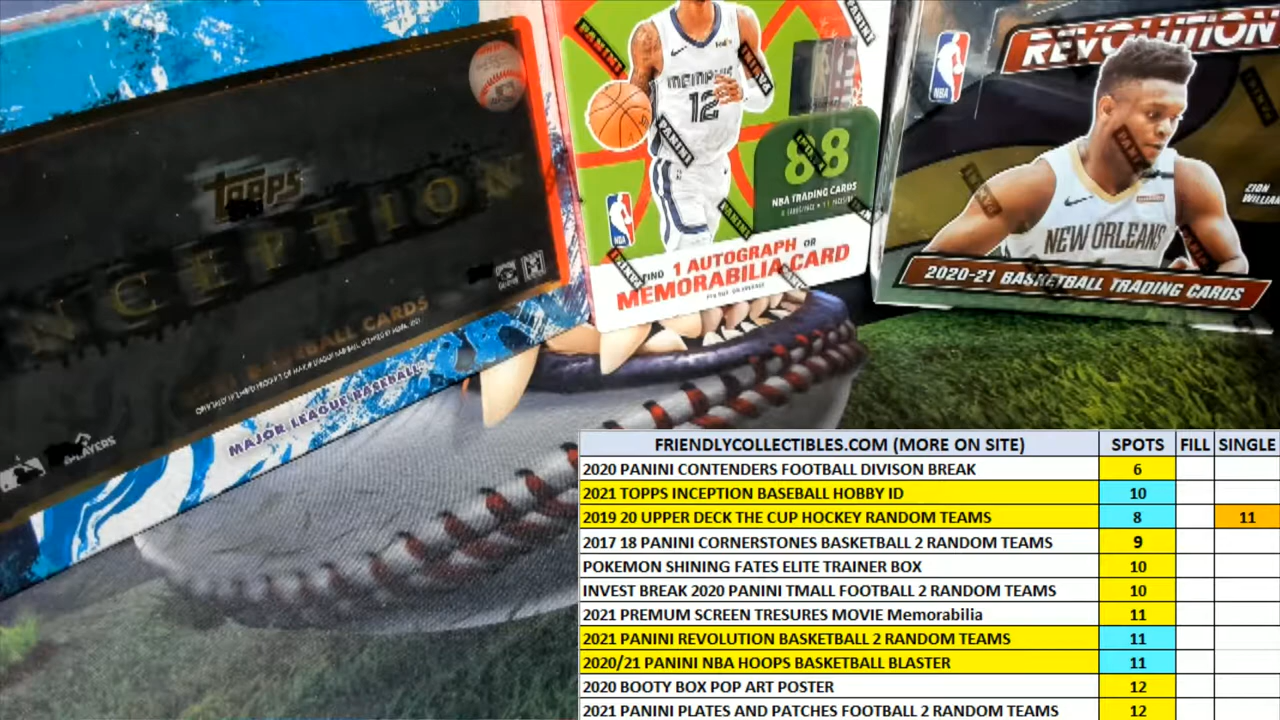 TOPPS
INCEPTION
BASEBALL CARDS
MAJOR LEAGUE BASEBALL
PLAYERS
PANINI
MEMPHIS
12
88
NBA TRADING CARDS
NBA
1 AUTOGRAPH OR
MEMORABILIA CARD
REVOLUTION
NBA
ZION
NEW ORLEANS
2020-21 BASKETBALL TRADING CARDS
FRIENDLYCOLLECTIBLES.COM (MORE ON SITE) SPOTS FILL SINGLE
2020 PANINI CONTENDERS FOOTBALL DIVISON BREAK 6
2021 TOPPS INCEPTION BASEBALL HOBBY ID 10
2019 20 UPPER DECK THE CUP HOCKEY RANDOM TEAMS 8 11
2017 18 PANINI CORNERSTONES BASKETBALL 2 RANDOM TEAMS 9
POKEMON SHINING FATES ELITE TRAINER BOX 10
INVEST BREAK 2020 PANINI TMALL FOOTBALL 2 RANDOM TEAMS 10
2021 PREMUM SCREEN TRESURES MOVIE Memorabilia 11
2021 PANINI REVOLUTION BASKETBALL 2 RANDOM TEAMS 11
2020/21 PANINI NBA HOOPS BASKETBALL BLASTER 11
2020 BOOTY BOX POP ART POSTER 12
2021 PANINI PLATES AND PATCHES FOOTBALL 2 RANDOM TEAMS 12